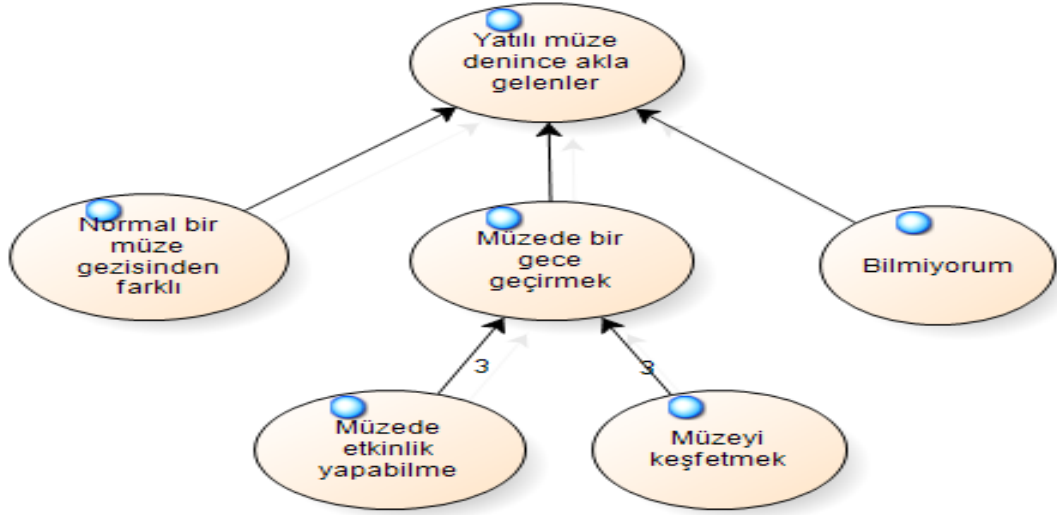 Yatılı müze
denince akla
gelenler
Normal bir
müze
gezisinden
farklı
Müzede bir
gece
geçirmek
Bilmiyorum
3
3
Müzede
etkinlik
yapabilme
Müzeyi
keşfetmek